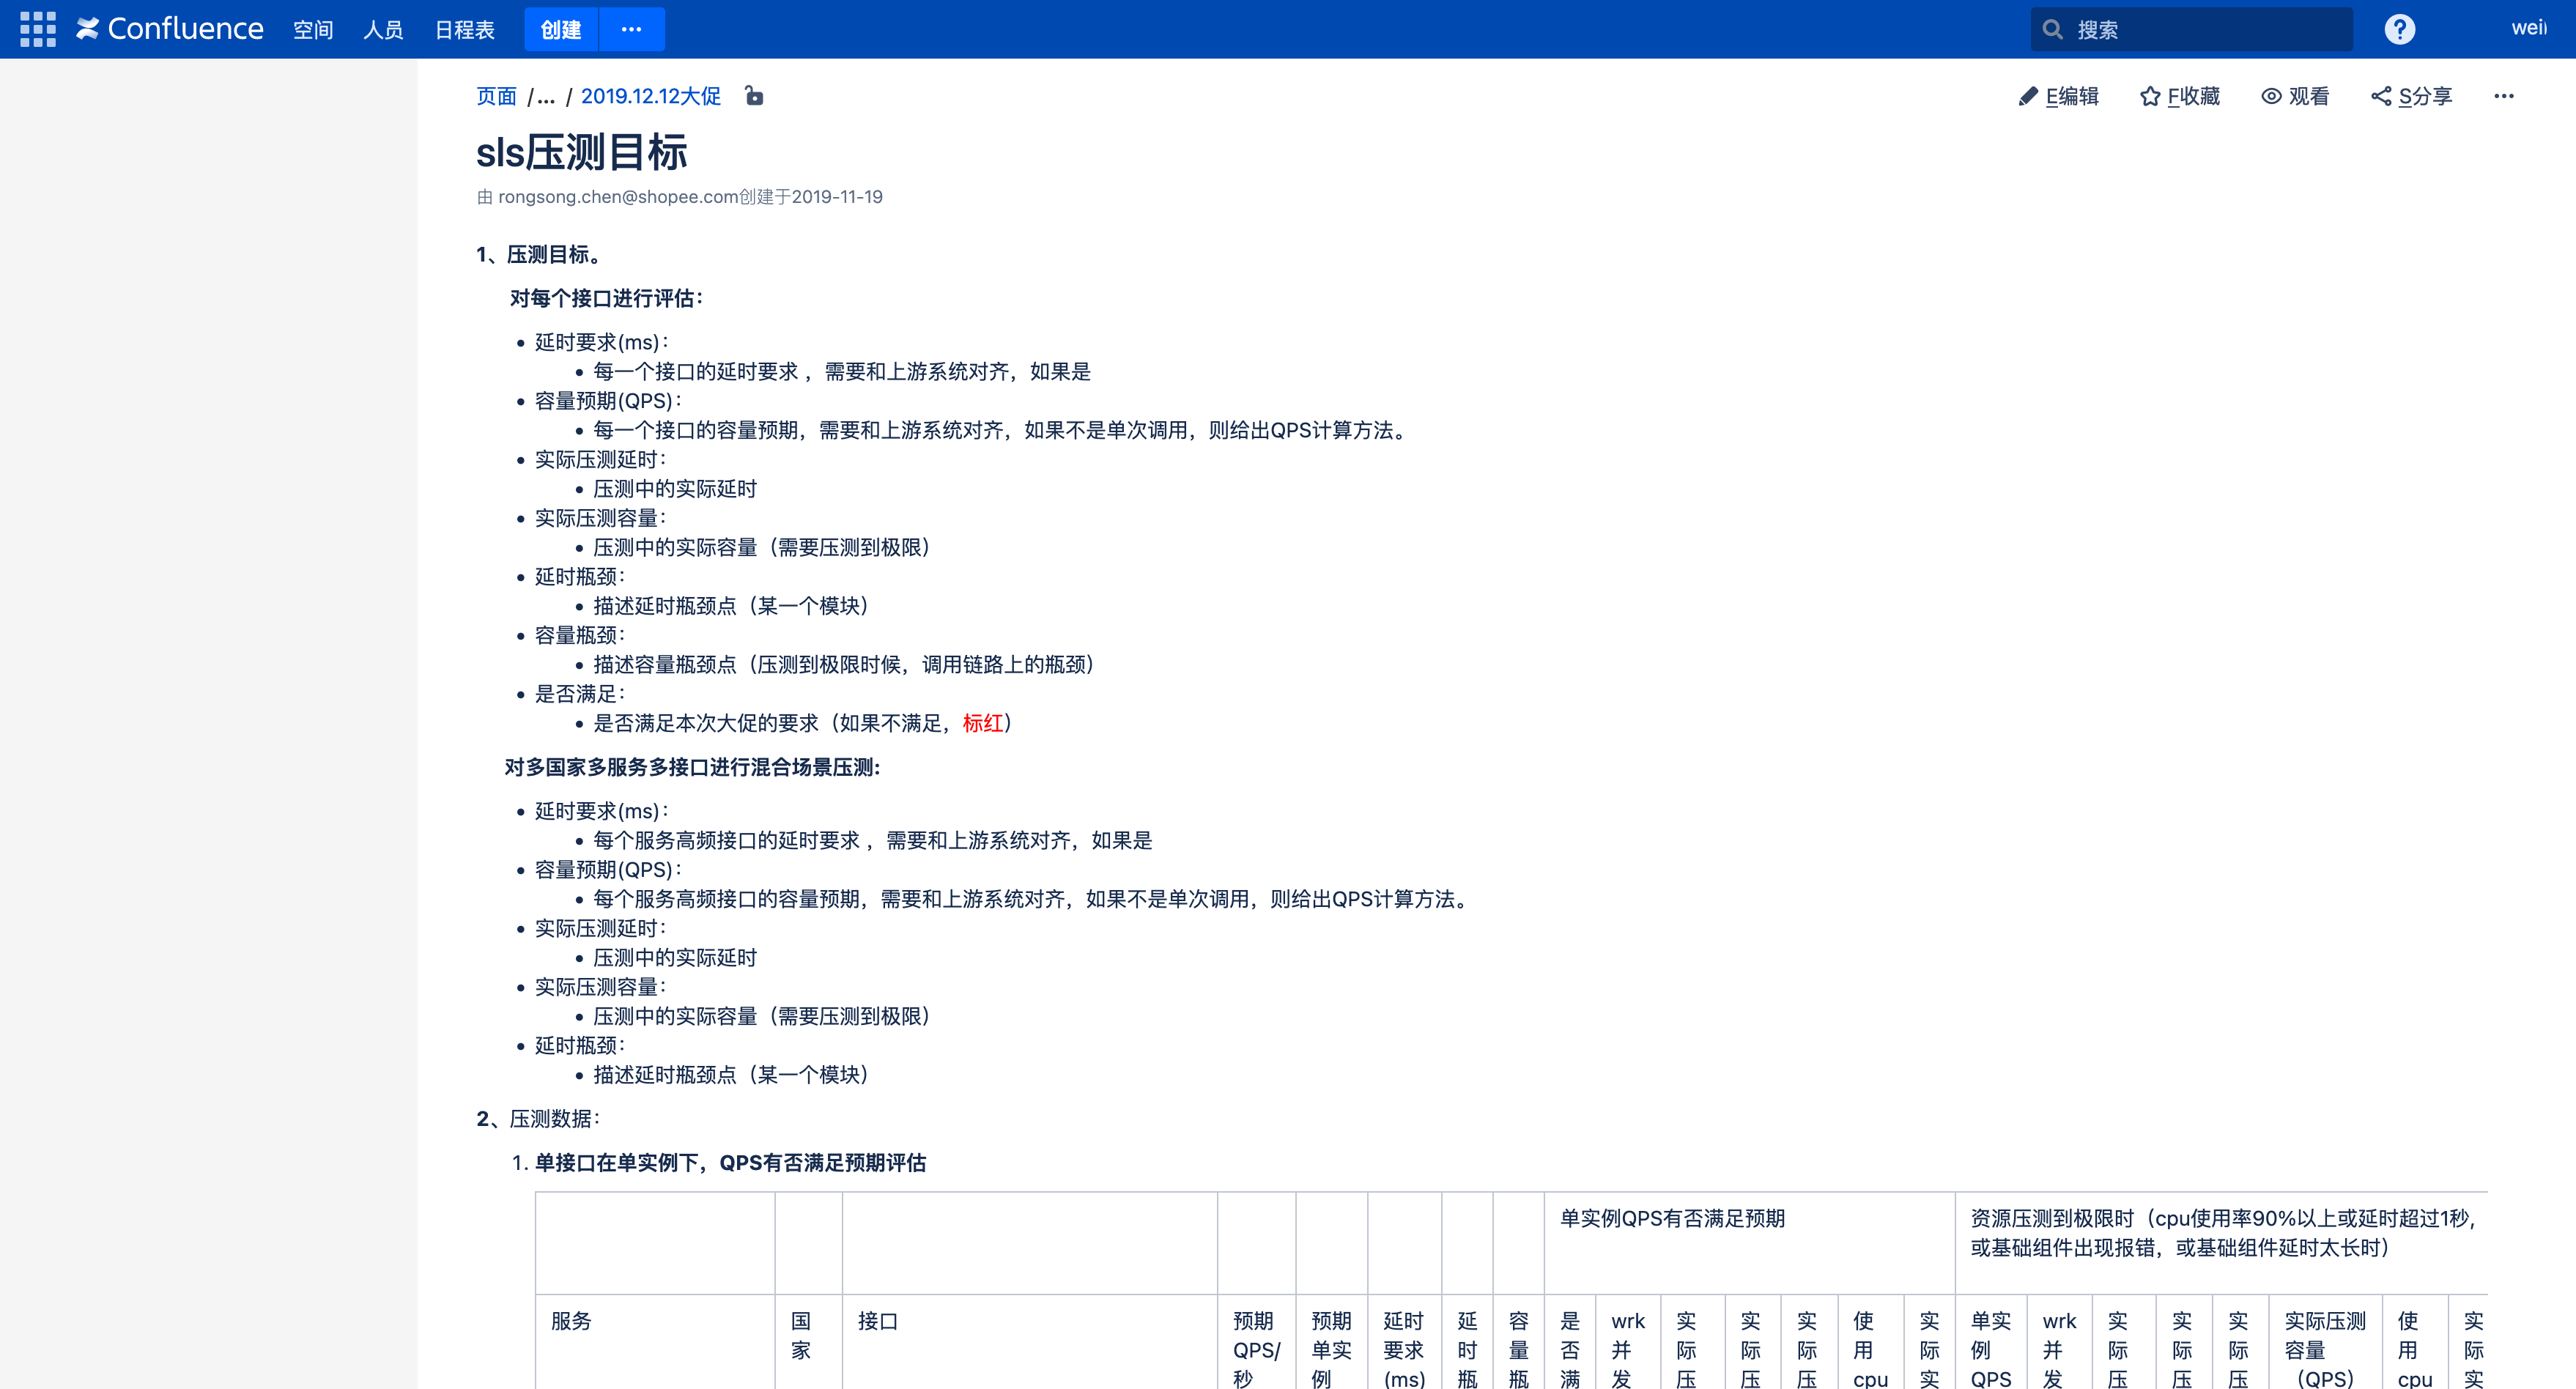 Confluence 空间 人员 日程表 创建 ··· 搜索 ? weii
页面 /... / 2019.12.12大促 E编辑 F收藏 观看 S分享 ···
sls压测目标
由 rongsong.chen@shopee.com创建于2019-11-19
1、压测目标。
对每个接口进行评估：
• 延时要求(ms)：
• 每一个接口的延时要求 ，需要和上游系统对齐，如果是
• 容量预期(QPS)：
• 每一个接口的容量预期，需要和上游系统对齐，如果不是单次调用，则给出QPS计算方法。
• 实际压测延时：
• 压测中的实际延时
• 实际压测容量：
• 压测中的实际容量（需要压测到极限）
• 延时瓶颈：
• 描述延时瓶颈点（某一个模块）
• 容量瓶颈：
• 描述容量瓶颈点（压测到极限时候，调用链路上的瓶颈）
• 是否满足：
• 是否满足本次大促的要求（如果不满足，标红）
对多国家多服务多接口进行混合场景压测:
• 延时要求(ms)：
• 每个服务高频接口的延时要求 ，需要和上游系统对齐，如果是
• 容量预期(QPS)：
• 每个服务高频接口的容量预期，需要和上游系统对齐，如果不是单次调用，则给出QPS计算方法。
• 实际压测延时：
• 压测中的实际延时
• 实际压测容量：
• 压测中的实际容量（需要压测到极限）
• 延时瓶颈：
• 描述延时瓶颈点（某一个模块）
2、压测数据：
1. 单接口在单实例下，QPS有否满足预期评估
单实例QPS有否满足预期 资源压测到极限时（cpu使用率90%以上或延时超过1秒,
或基础组件出现报错，或基础组件延时太长时）
服务 国 接口 预期 预期 延时 延 容 是 wrk 实 实 实 使 实 单实 wrk 实 实 实 实际压测 使 实
家 QPS/ 单实 要求 时 量 否 并 际 际 际 用 际 例 并 际 际 际 容量 用 际
秒 例 (ms) 瓶 瓶 满 发 压 压 压 cpu 实 QPS 发 压 压 压 （QPS) cpu 实